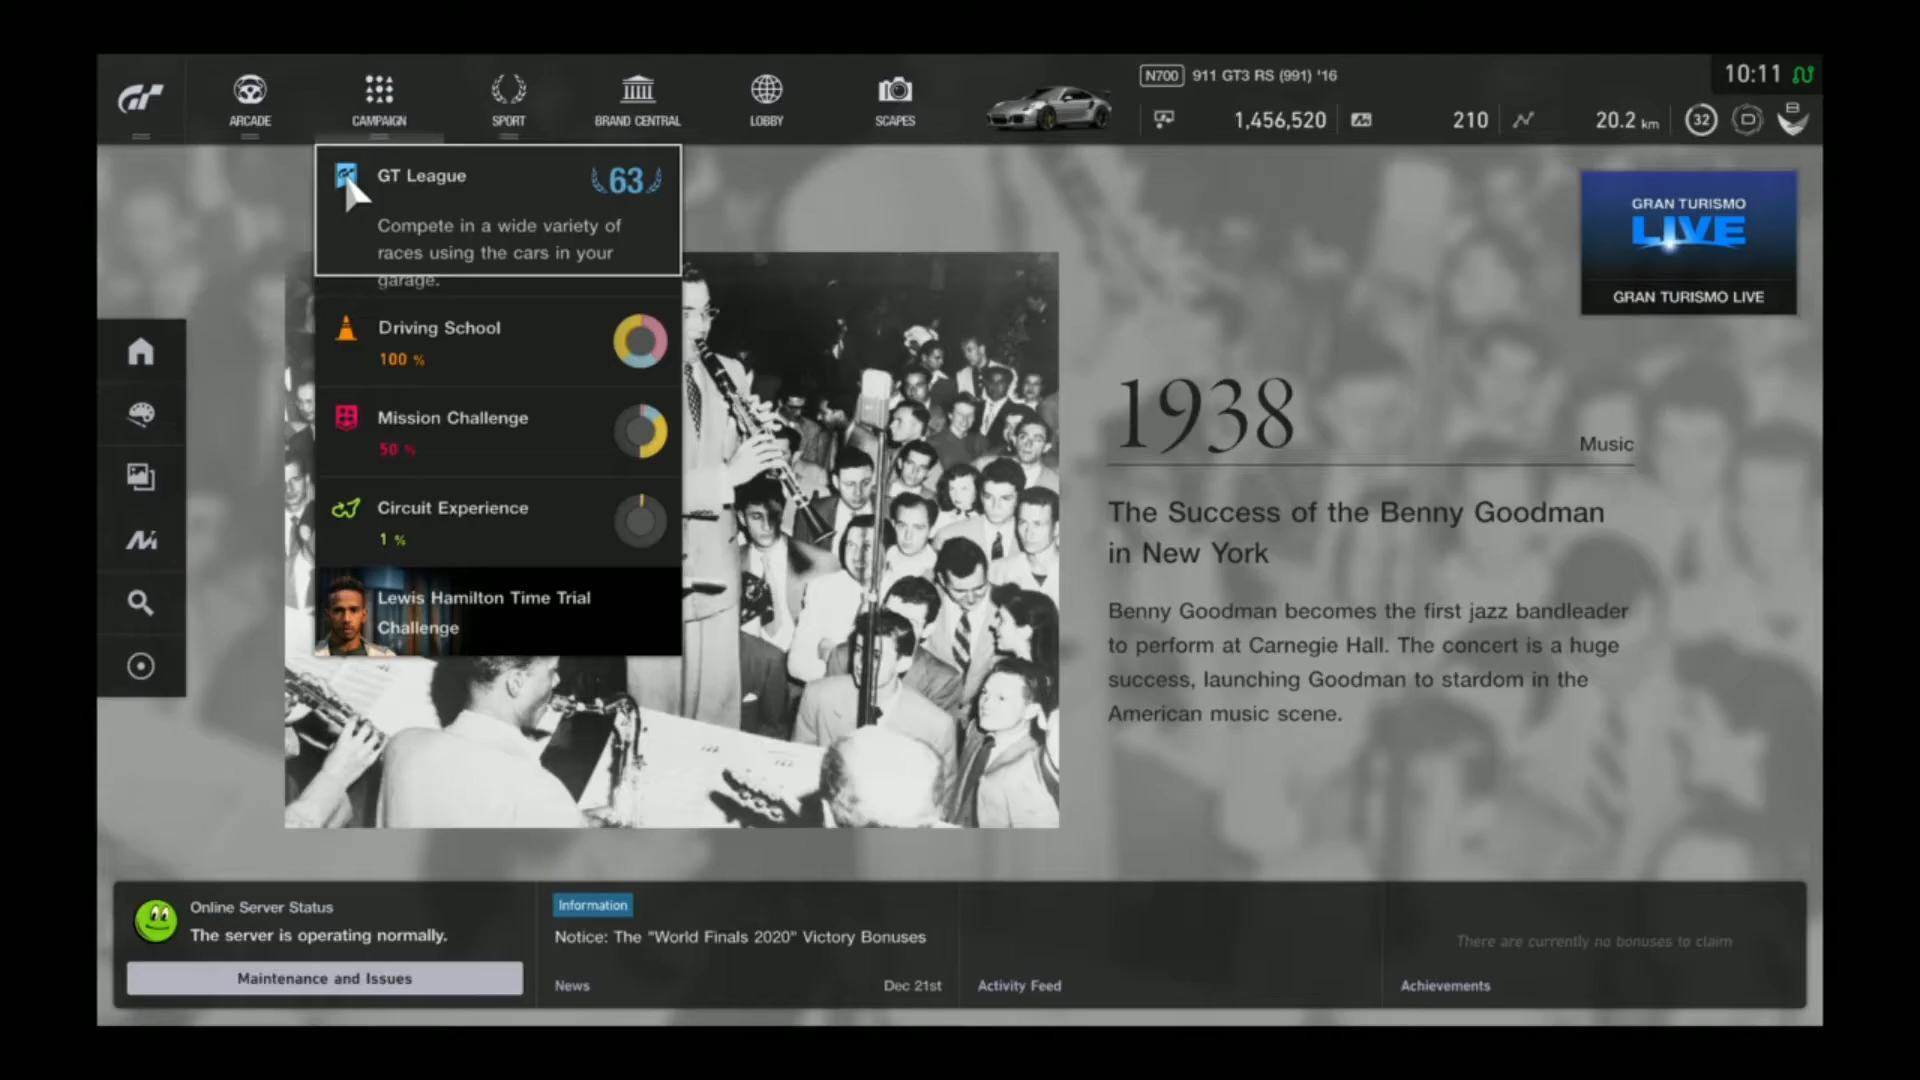 ARCADE
CAMPAIGN
SPORT
BRAND CENTRAL
LOBBY
SCAPES
N700 911 GT3 RS (991) '16
1,456,520
210
20.2 km
32
D
B
10:11
GT League
63
Compete in a wide variety of
races using the cars in your
garage.
Driving School
100 %
Mission Challenge
50 %
Circuit Experience
1 %
Lewis Hamilton Time Trial
Challenge
GRAN TURISMO
LIVE
GRAN TURISMO LIVE
1938
Music
The Success of the Benny Goodman
in New York
Benny Goodman becomes the first jazz bandleader
to perform at Carnegie Hall. The concert is a huge
success, launching Goodman to stardom in the
American music scene.
Online Server Status
The server is operating normally.
Maintenance and Issues
Information
Notice: The "World Finals 2020" Victory Bonuses
News
Dec 21st
Activity Feed
There are currently no bonuses to claim
Achievements